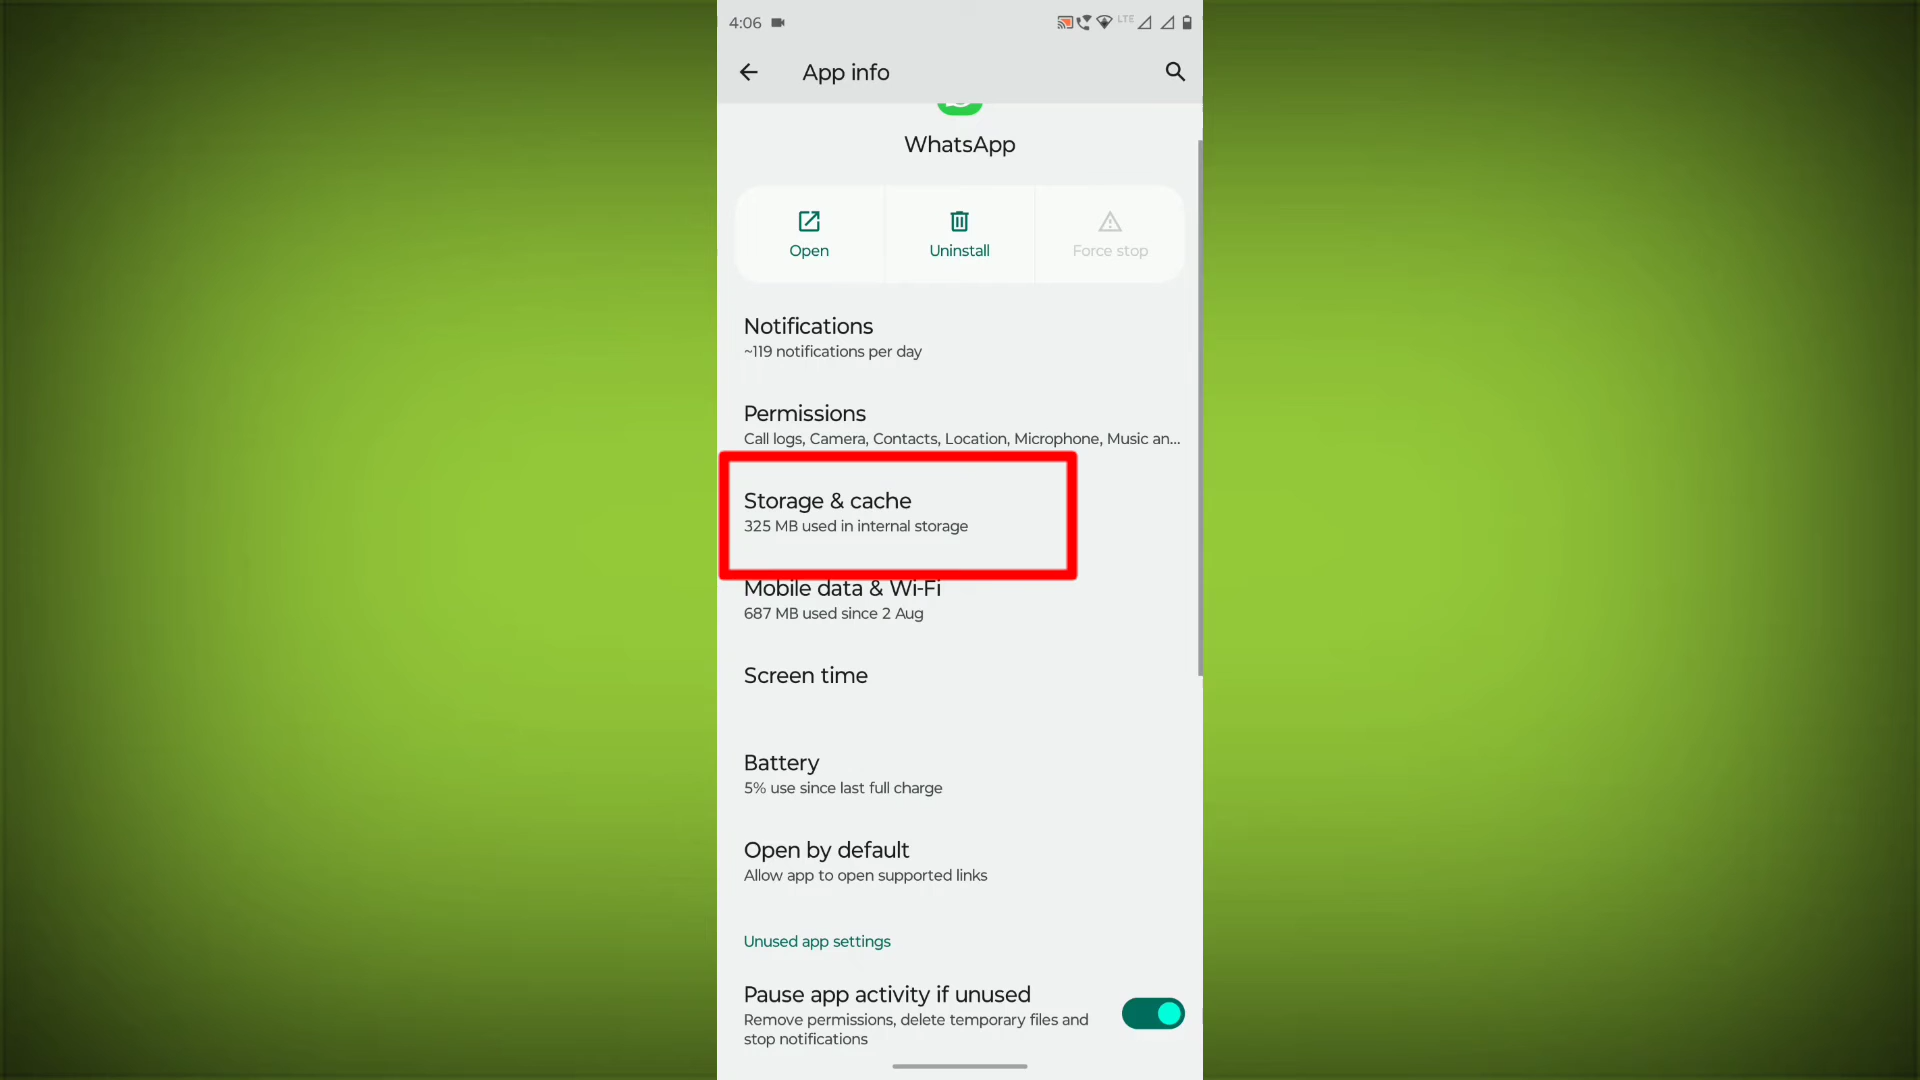 4:06
LTE
App info
WhatsApp
Open
Uninstall
Force stop
Notifications
~119 notifications per day
Permissions
Call logs, Camera, Contacts, Location, Microphone, Music an...
Storage & cache
325 MB used in internal storage
Mobile data & Wi-Fi
687 MB used since 2 Aug
Screen time
Battery
5% use since last full charge
Open by default
Allow app to open supported links
Unused app settings
Pause app activity if unused
Remove permissions, delete temporary files and
stop notifications